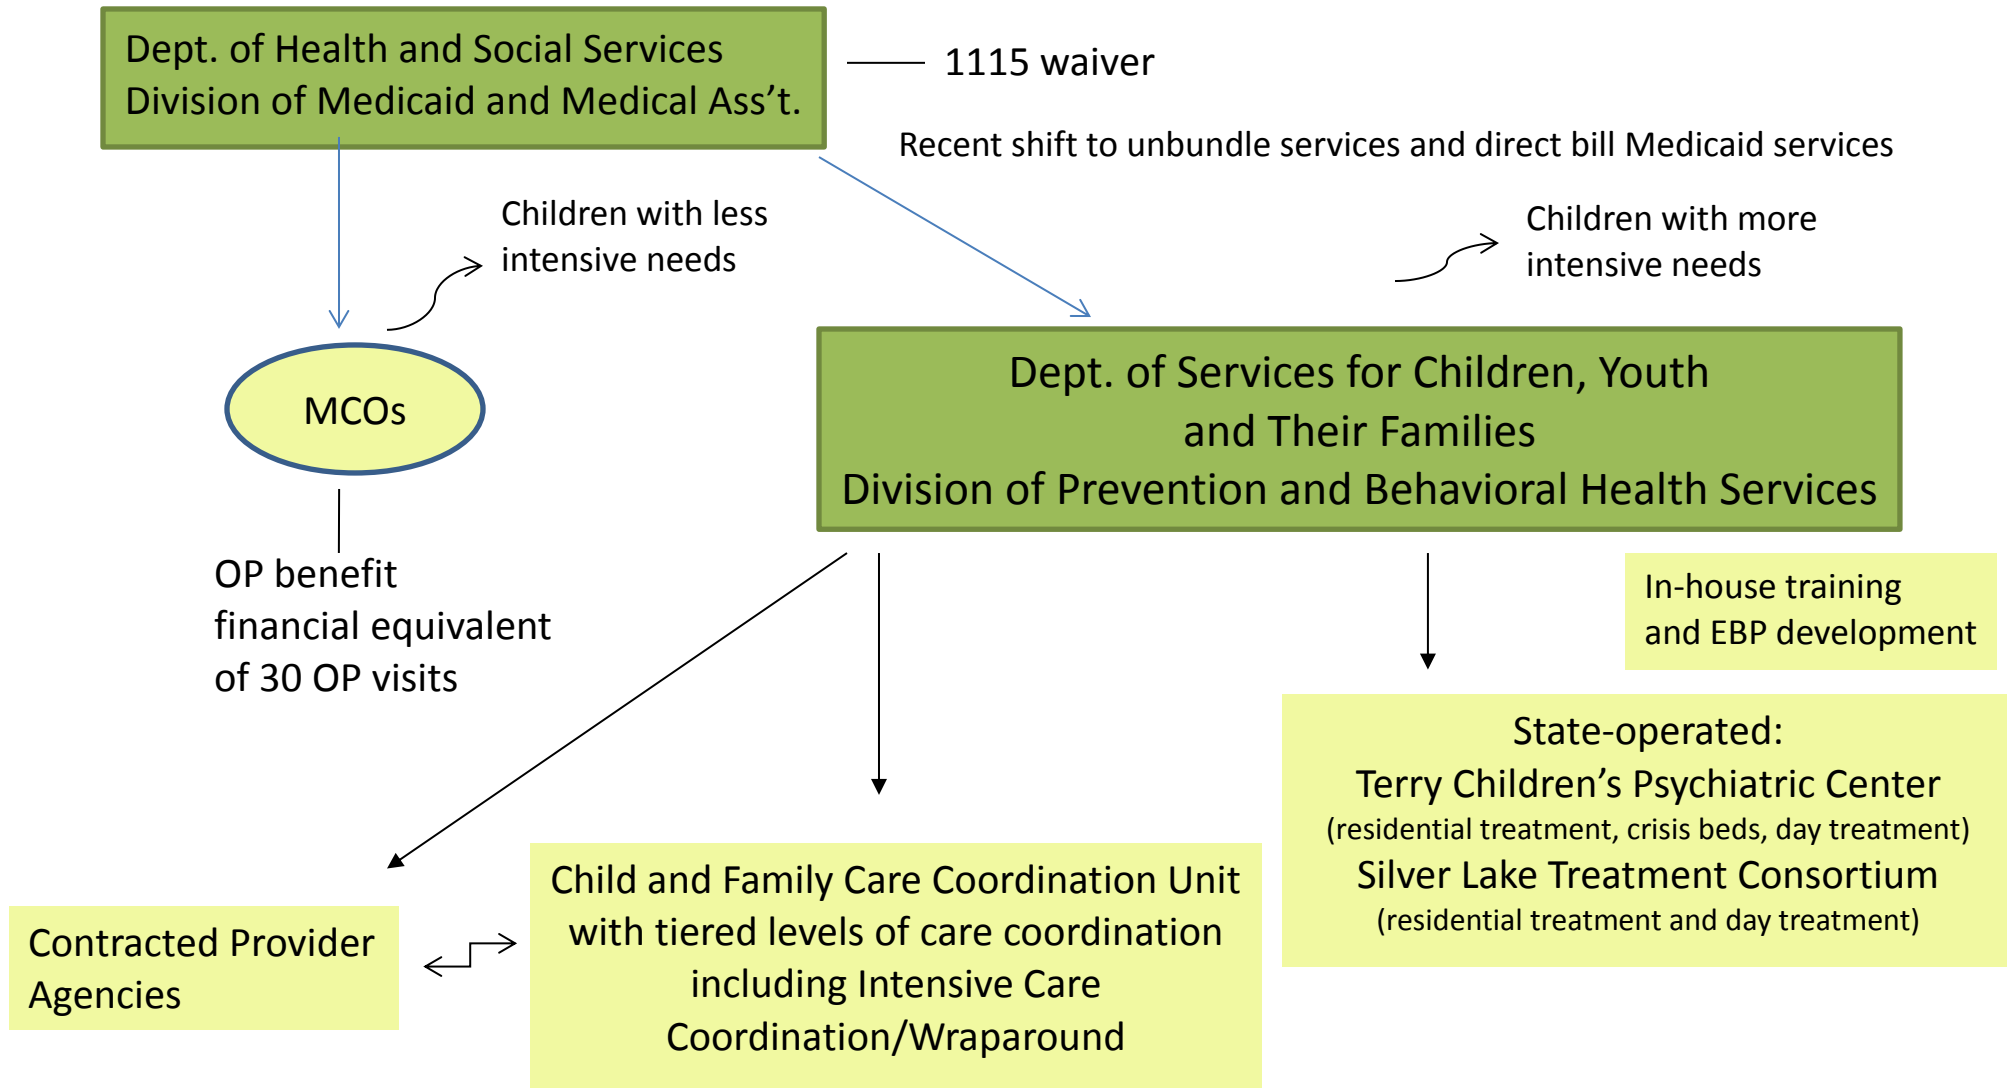 Dept. of Health and Social Services
Division of Medicaid and Medical Ass’t.
1115 waiver
Recent shift to unbundle services and direct bill Medicaid services
Children with less
intensive needs
Children with more
intensive needs
MCOs
Dept. of Services for Children, Youth
and Their Families
Division of Prevention and Behavioral Health Services
OP benefit
financial equivalent
of 30 OP visits
In-house training
and EBP development
State-operated:
Terry Children’s Psychiatric Center
(residential treatment, crisis beds, day treatment)
Silver Lake Treatment Consortium
(residential treatment and day treatment)
Child and Family Care Coordination Unit
with tiered levels of care coordination
including Intensive Care
Coordination/Wraparound
Contracted Provider
Agencies